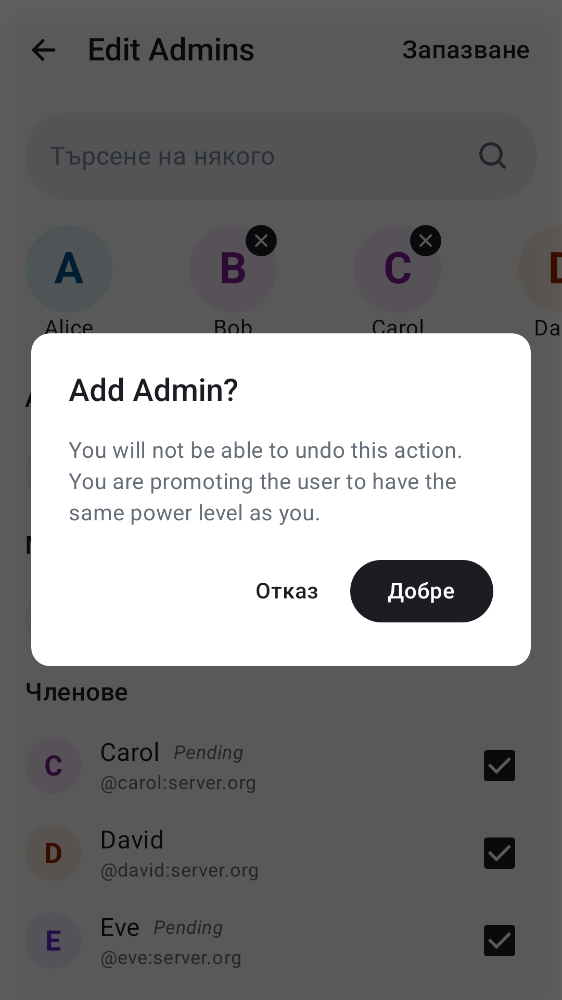 Edit Admins
Запазване
Търсене на някого
A
B
C
D
Alice
Bob
Carol
Da
Add Admin?
You will not be able to undo this action.
You are promoting the user to have the
same power level as you.
Отказ
Добре
Членове
C
Carol Pending
@carol:server.org
D
David
@david:server.org
E
Eve Pending
@eve:server.org